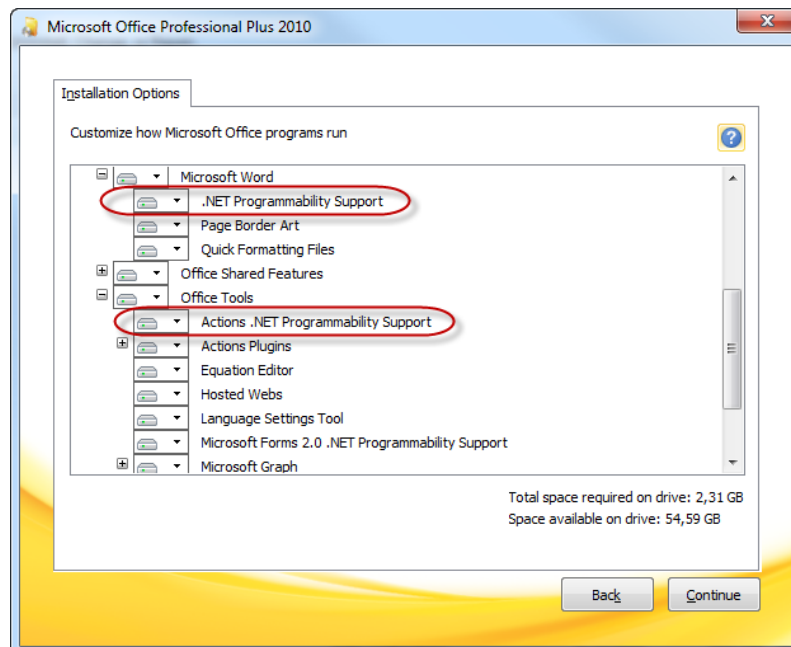 Microsoft Office Professional Plus 2010
Installation Options
Customize how Microsoft Office programs run
Microsoft Word
.NET Programmability Support
Page Border Art
Quick Formatting Files
Office Shared Features
Office Tools
Actions .NET Programmability Support
Actions Plugins
Equation Editor
Hosted Webs
Language Settings Tool
Microsoft Forms 2.0 .NET Programmability Support
Microsoft Graph
Total space required on drive: 2,31 GB
Space available on drive: 54,59 GB
Back
Continue